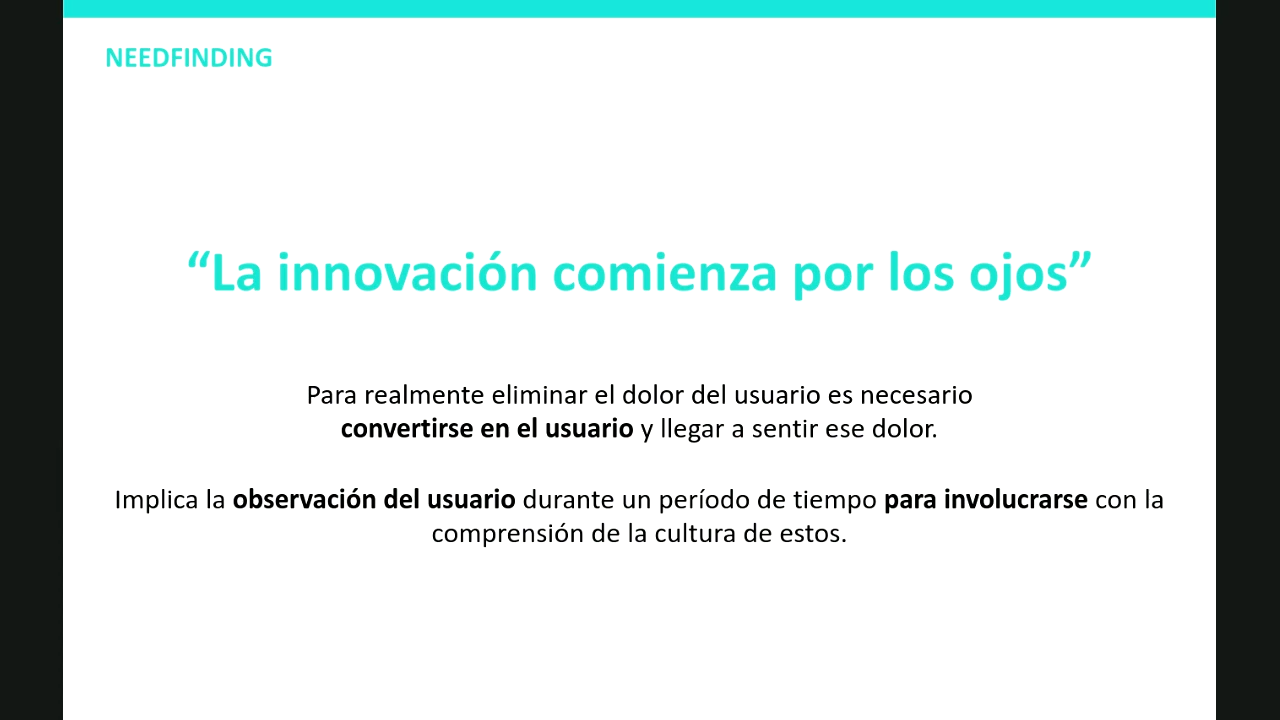 NEEDFINDING
“La innovación comienza por los ojos”
Para realmente eliminar el dolor del usuario es necesario
convertirse en el usuario y llegar a sentir ese dolor.
Implica la observación del usuario durante un período de tiempo para involucrarse con la
comprensión de la cultura de estos.